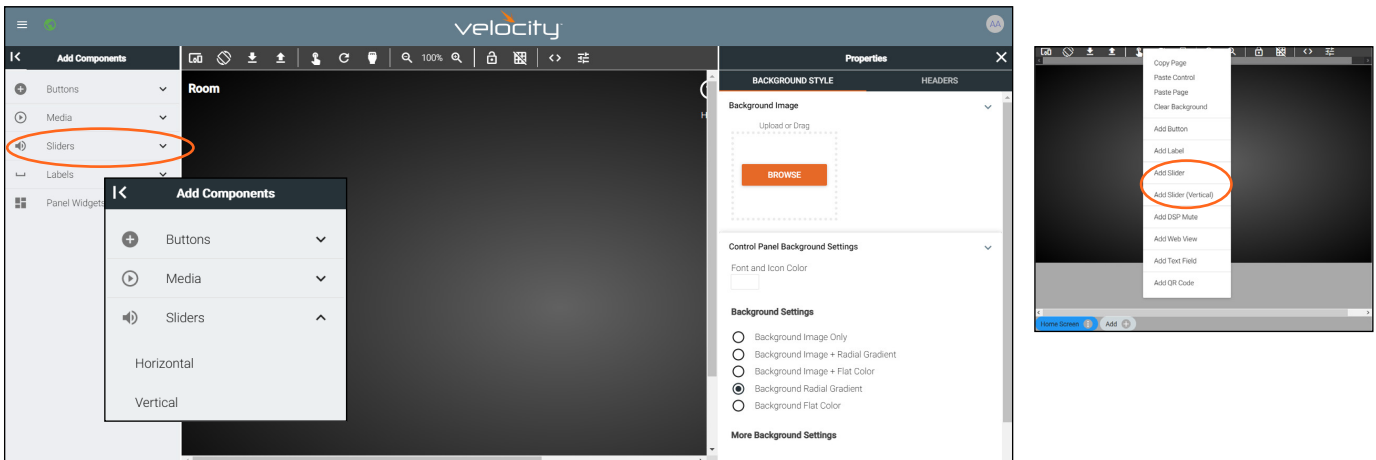 velocity
AA
Add Components
100%
Properties
Buttons
Media
Sliders
Labels
Panel Widgets
Room
H
BACKGROUND STYLE
HEADERS
Background Image
Upload or Drag
BROWSE
Control Panel Background Settings
Font and Icon Color
Background Settings
Background Image Only
Background Image + Radial Gradient
Background Image + Flat Color
Background Radial Gradient
Background Flat Color
More Background Settings
Add Components
Buttons
Media
Sliders
Horizontal
Vertical
Copy Page
Paste Control
Paste Page
Clear Background
Add Button
Add Label
Add Slider
Add Slider (Vertical)
Add DSP Mute
Add Web View
Add Text Field
Add QR Code
Home Screen
Add